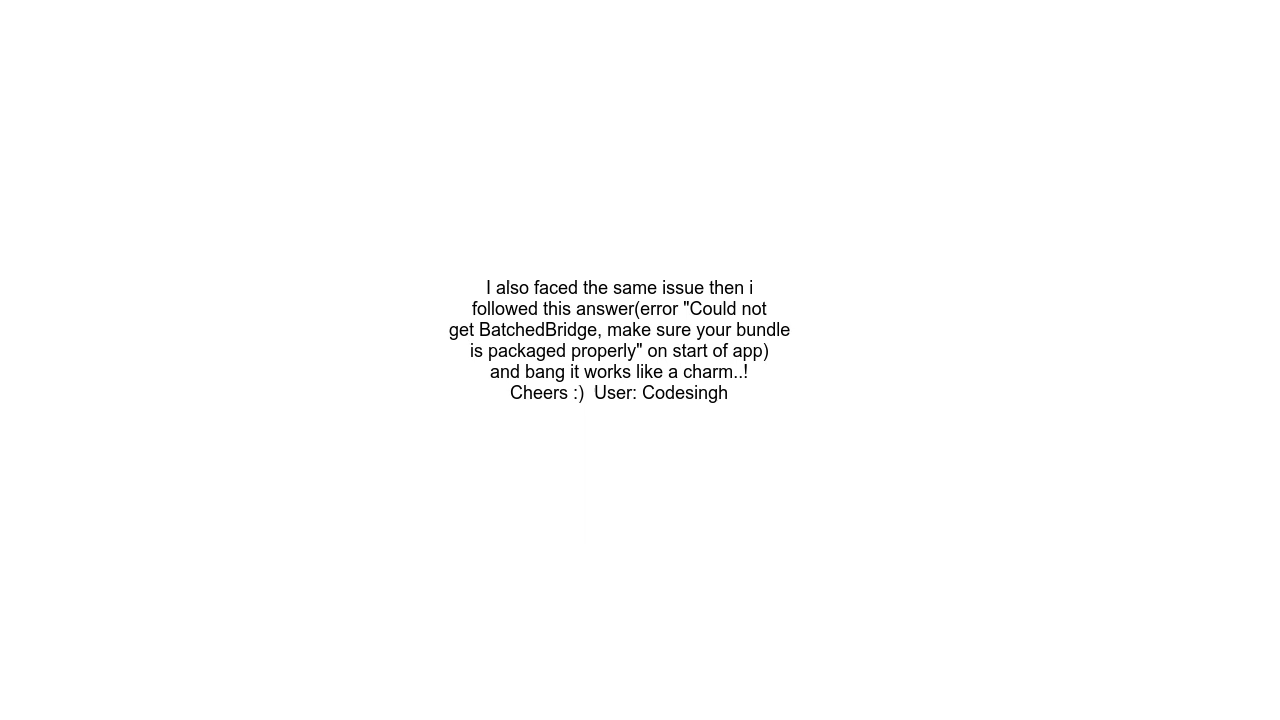 I also faced the same issue then i
followed this answer(error "Could not
get BatchedBridge, make sure your bundle
is packaged properly" on start of app)
and bang it works like a charm..!
Cheers :)  User: Codesingh